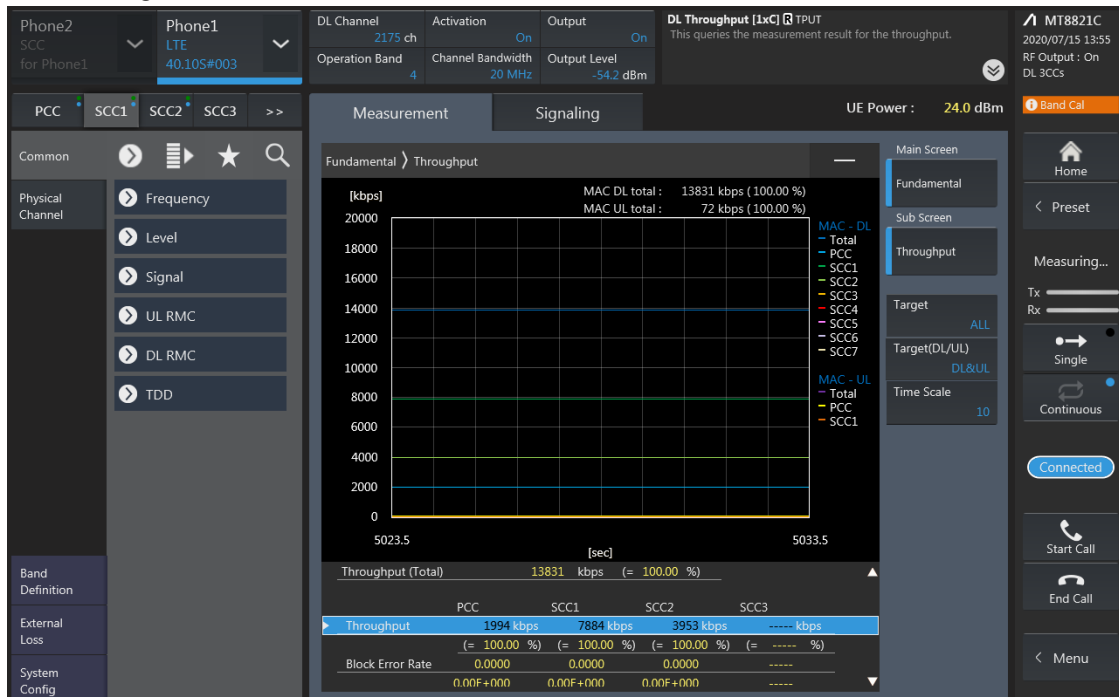 Phone2
SCC
for Phone1
Phone1
LTE
40.10S#003
DL Channel
2175 ch
Activation
On
Output
On
Operation Band
4
Channel Bandwidth
20 MHz
Output Level
-54.2 dBm
DL Throughput [1xC] R TPUT
This queries the measurement result for the throughput.
MT8821C
2020/07/15 13:55
RF Output : On
DL 3CCs
Band Cal
PCC SCC1 SCC2 SCC3 >>
Measurement Signaling
UE Power : 24.0 dBm
Common
Physical
Channel
Frequency
Level
Signal
UL RMC
DL RMC
TDD
Band
Definition
External
Loss
System
Config
Fundamental Throughput
[kbps]
MAC DL total : 13831 kbps ( 100.00 %)
MAC UL total : 72 kbps ( 100.00 %)
20000
18000
16000
14000
12000
10000
8000
6000
4000
2000
0
5023.5
[sec]
5033.5
MAC - DL
Total
PCC
SCC1
SCC2
SCC3
SCC4
SCC5
SCC6
SCC7
MAC - UL
Total
PCC
SCC1
Throughput (Total) 13831 kbps (= 100.00 %)
PCC SCC1 SCC2 SCC3
Throughput 1994 kbps 7884 kbps 3953 kbps ----- kbps
(= 100.00 %) (= 100.00 %) (= 100.00 %) (= ----- %)
Block Error Rate 0.0000 0.0000 0.0000 -----
0.00E+000 0.00E+000 0.00E+000 -----
Main Screen
Fundamental
Sub Screen
Throughput
Target
ALL
Target(DL/UL)
DL&UL
Time Scale
10
Home
< Preset
Measuring...
Tx
Rx
Single
Continuous
Connected
Start Call
End Call
< Menu